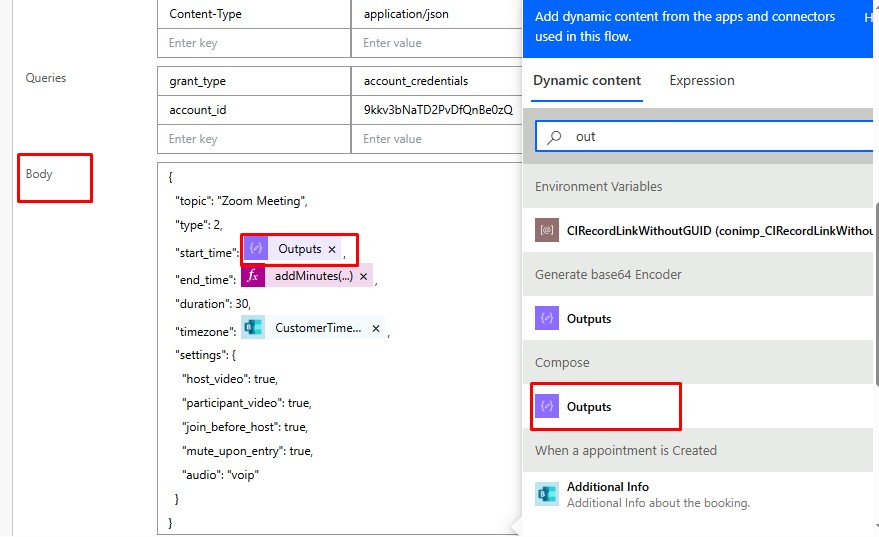 Content-Type application/json
Enter key Enter value
Queries
grant_type account_credentials
account_id 9kkv3bNaTD2PvDfQnBe0zQ
Enter key Enter value
Body
{
"topic": "Zoom Meeting",
"type": 2,
"start_time": {⁄} Outputs × ,
"end_time": fx addMinutes(...) × ,
"duration": 30,
"timezone": CustomerTime... × ,
"settings": {
"host_video": true,
"participant_video": true,
"join_before_host": true,
"mute_upon_entry": true,
"audio": "voip"
}
}
Add dynamic content from the apps and connectors
used in this flow.
Dynamic content Expression
out
Environment Variables
[@] CIRecordLinkWithoutGUID (conimp_CIRecordLinkWithou
Generate base64 Encoder
{⁄} Outputs
Compose
{⁄} Outputs
When a appointment is Created
Additional Info
Additional Info about the booking.